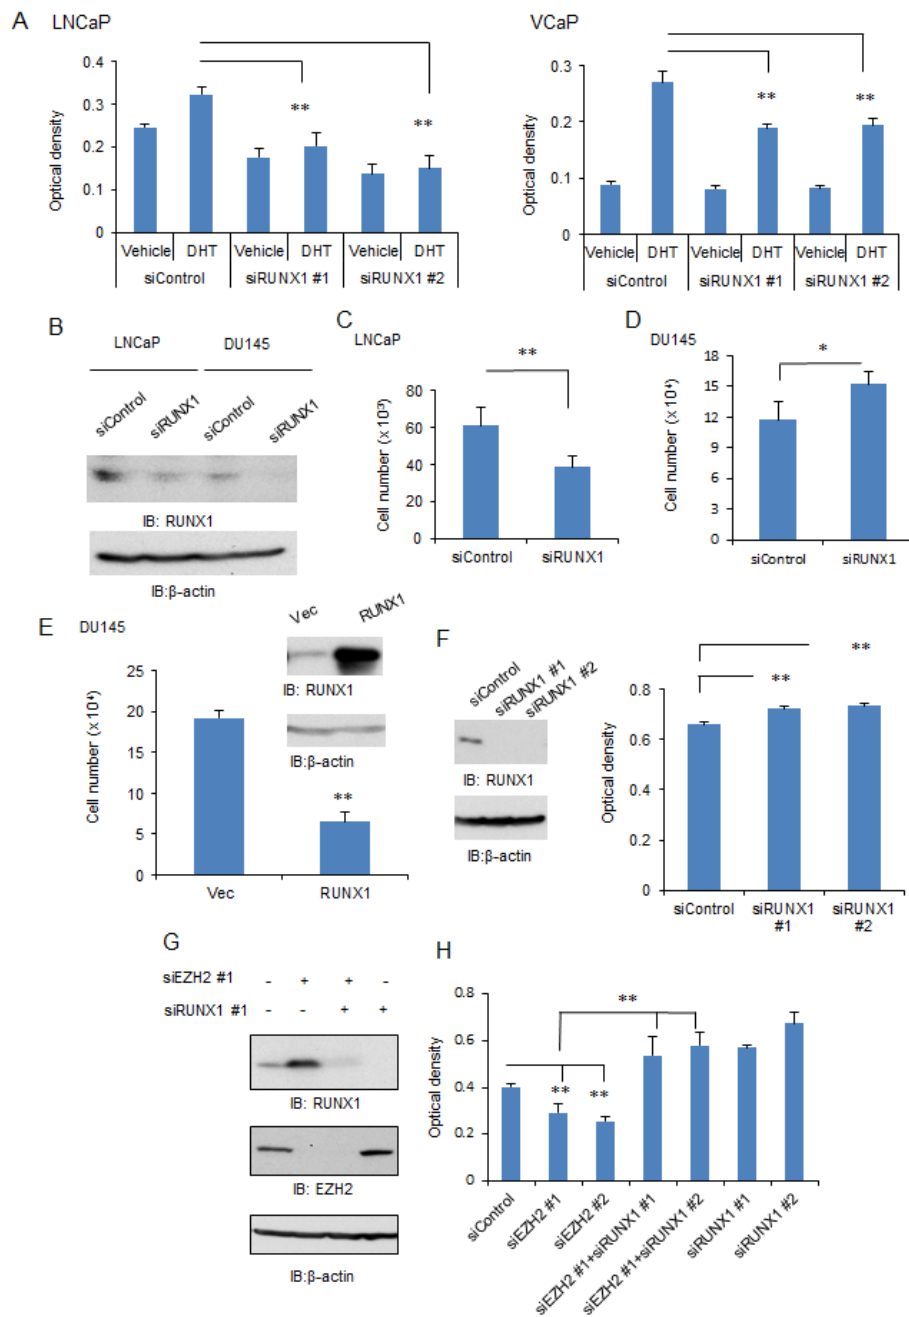 A
LNCaP
Optical density
0.4
0.3
0.2
0.1
0
**
**
Vehicle DHT Vehicle DHT Vehicle DHT
siControl siRUNX1 #1 siRUNX1 #2
VCaP
Optical density
0.3
0.2
0.1
0
**
**
Vehicle DHT Vehicle DHT Vehicle DHT
siControl siRUNX1 #1 siRUNX1 #2
B
LNCaP DU145
siControl siRUNX1 siControl siRUNX1
IB: RUNX1
IB:β-actin
C
LNCaP
**
Cell number (x 10³)
80
60
40
20
0
siControl siRUNX1
D
DU145
*
Cell number (x 10⁴)
18
15
12
9
6
3
0
siControl siRUNX1
E
DU145
Cell number (x 10⁴)
25
20
15
10
5
0
**
Vec RUNX1
Vec RUNX1
IB: RUNX1
IB:β-actin
F
siControl siRUNX1 #1 siRUNX1 #2
IB: RUNX1
IB:β-actin
Optical density
0.8
0.6
0.4
0.2
0
**
**
siControl siRUNX1 #1 siRUNX1 #2
G
siEZH2 #1 - + + -
siRUNX1 #1 - - + +
IB: RUNX1
IB: EZH2
IB:β-actin
H
Optical density
0.8
0.6
0.4
0.2
0
**
**
**
siControl siEZH2 #1 siEZH2 #2 siEZH2 #1+siRUNX1 #1 siEZH2 #1+siRUNX1 #2 siRUNX1 #1 siRUNX1 #2